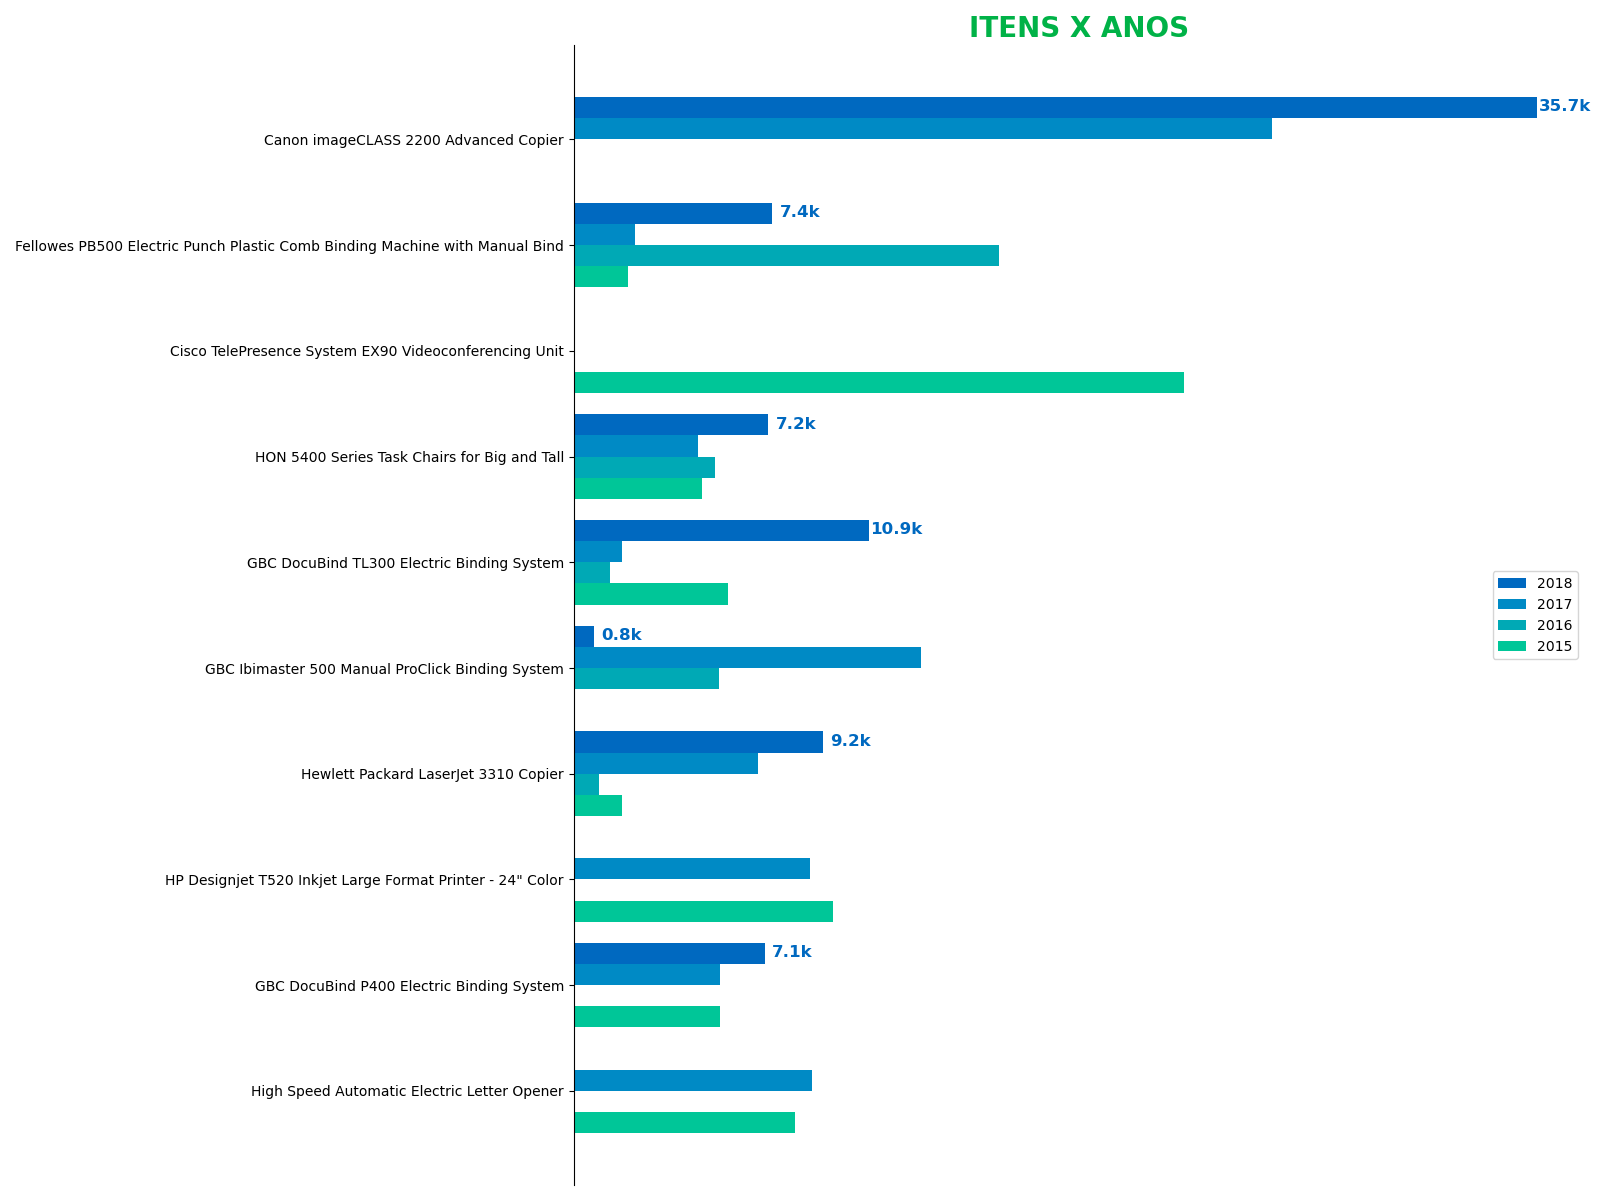 ITENS X ANOS
35.7k
Canon imageCLASS 2200 Advanced Copier
7.4k
Fellowes PB500 Electric Punch Plastic Comb Binding Machine with Manual Bind
Cisco TelePresence System EX90 Videoconferencing Unit
7.2k
HON 5400 Series Task Chairs for Big and Tall
10.9k
GBC DocuBind TL300 Electric Binding System
0.8k
GBC Ibimaster 500 Manual ProClick Binding System
9.2k
Hewlett Packard LaserJet 3310 Copier
HP Designjet T520 Inkjet Large Format Printer - 24" Color
7.1k
GBC DocuBind P400 Electric Binding System
High Speed Automatic Electric Letter Opener
2018
2017
2016
2015